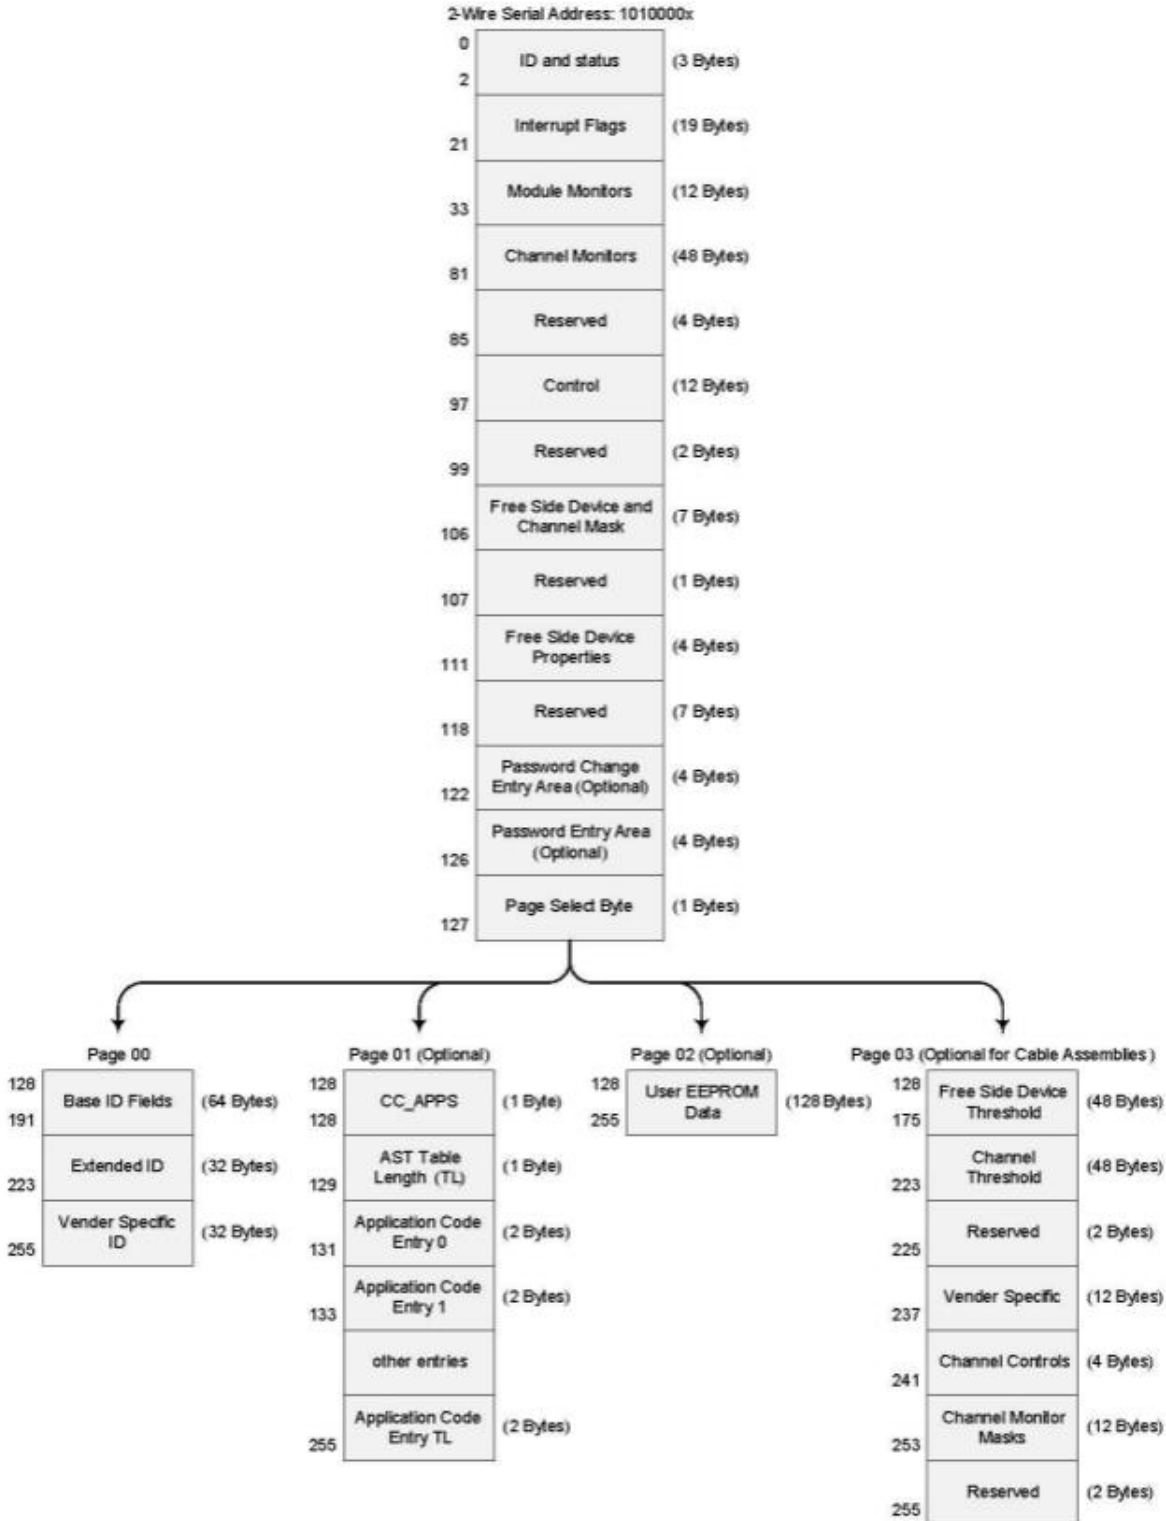 2-Wire Serial Address: 1010000x
0
ID and status
(3 Bytes)
2
Interrupt Flags
(19 Bytes)
21
Module Monitors
(12 Bytes)
33
Channel Monitors
(48 Bytes)
81
Reserved
(4 Bytes)
85
Control
(12 Bytes)
97
Reserved
(2 Bytes)
99
Free Side Device and
Channel Mask
(7 Bytes)
106
Reserved
(1 Bytes)
107
Free Side Device
Properties
(4 Bytes)
111
Reserved
(7 Bytes)
118
Password Change
Entry Area (Optional)
(4 Bytes)
122
Password Entry Area
(Optional)
(4 Bytes)
126
Page Select Byte
(1 Bytes)
127
Page 00
128
Base ID Fields
(64 Bytes)
191
Extended ID
(32 Bytes)
223
Vender Specific
ID
(32 Bytes)
255
Page 01 (Optional)
128
CC_APPS
(1 Byte)
128
AST Table
Length (TL)
(1 Byte)
129
Application Code
Entry 0
(2 Bytes)
131
Application Code
Entry 1
(2 Bytes)
133
other entries
Application Code
Entry TL
(2 Bytes)
255
Page 02 (Optional)
128
User EEPROM
Data
(128 Bytes)
255
Page 03 (Optional for Cable Assemblies )
128
Free Side Device
Threshold
(48 Bytes)
175
Channel
Threshold
(48 Bytes)
223
Reserved
(2 Bytes)
225
Vender Specific
(12 Bytes)
237
Channel Controls
(4 Bytes)
241
Channel Monitor
Masks
(12 Bytes)
253
Reserved
(2 Bytes)
255